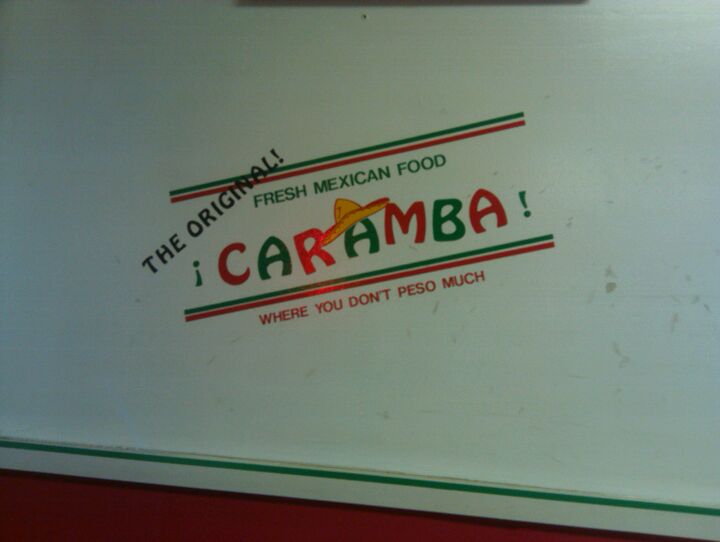 THE ORIGINAL!
FRESH MEXICAN FOOD
¡CARAMBA!
WHERE YOU DON'T PESO MUCH